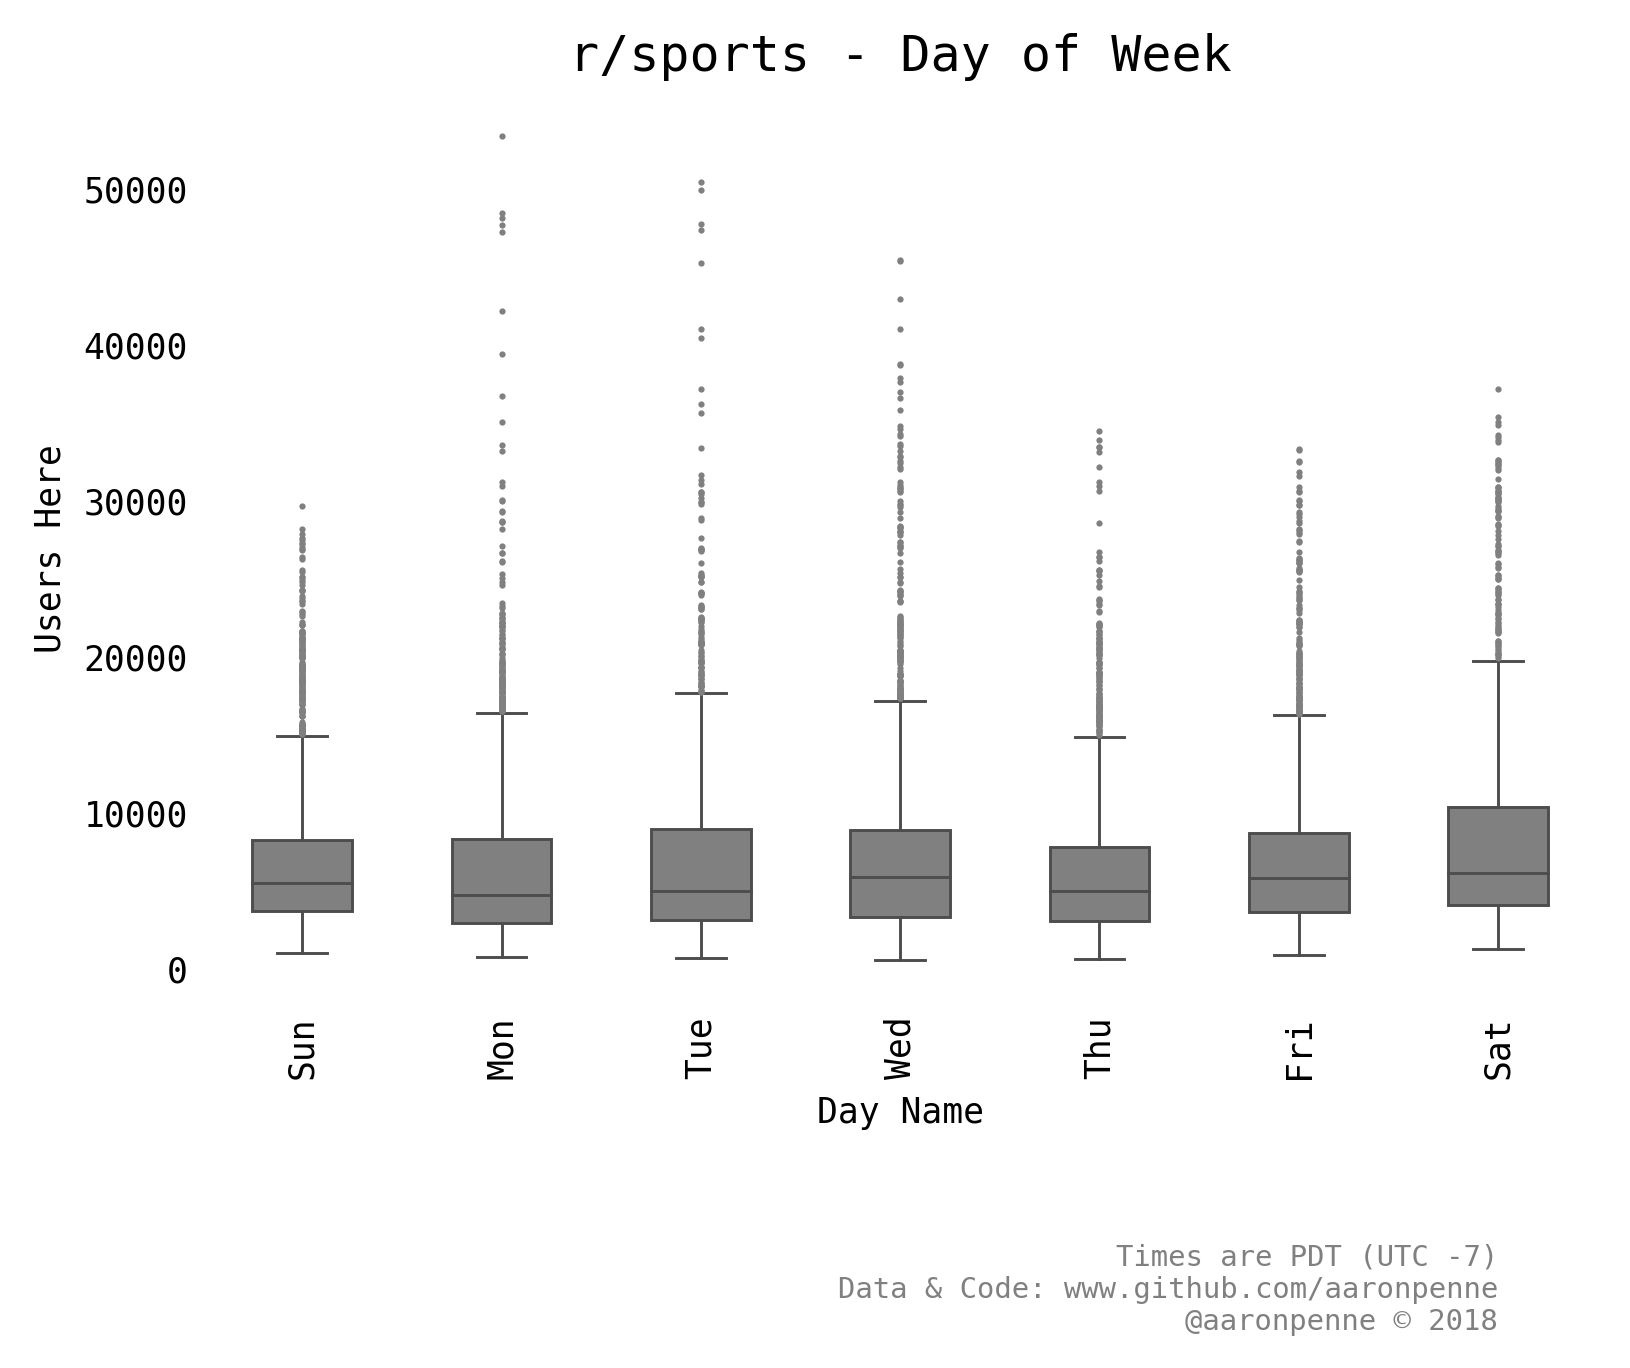 r/sports - Day of Week
50000
40000
30000
20000
10000
0
Users Here
Sun
Mon
Tue
Wed
Thu
Fri
Sat
Day Name
Times are PDT (UTC -7)
Data & Code: www.github.com/aaronpenne
@aaronpenne © 2018